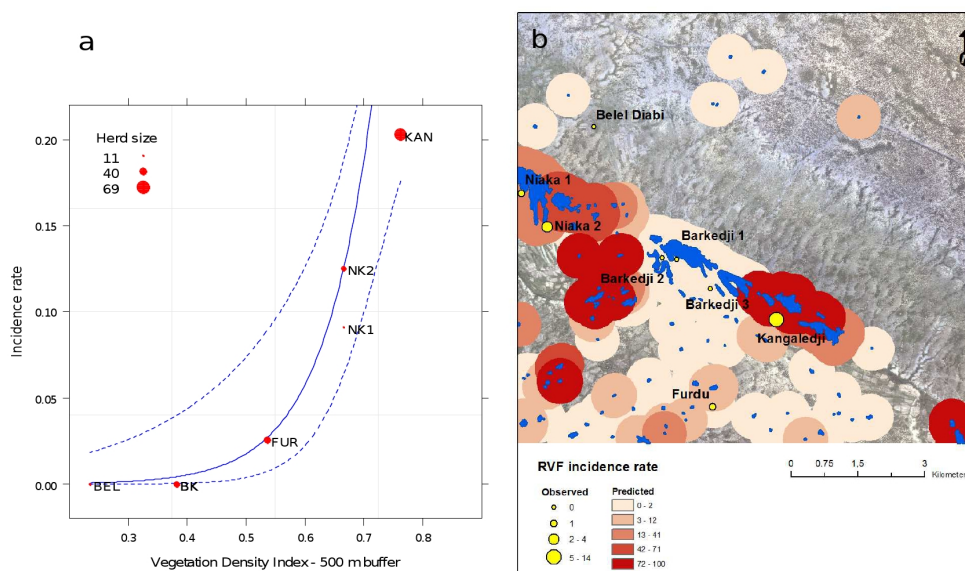 a
Herd size
11
40
69
0.20
0.15
0.10
0.05
0.00
KAN
NK2
NK1
FUR
BEL
BK
0.3 0.4 0.5 0.6 0.7 0.8
Incidence rate
Vegetation Density Index - 500 m buffer
b
Belel Diabi
Niaka 1
Niaka 2
Barkedji 1
Barkedji 2
Barkedji 3
Kangaledji
Furdu
RVF incidence rate
Observed
0
1
2 - 4
5 - 14
Predicted
0 - 2
3 - 12
13 - 41
42 - 71
72 - 100
0 0.75 1.5 3
Kilometer